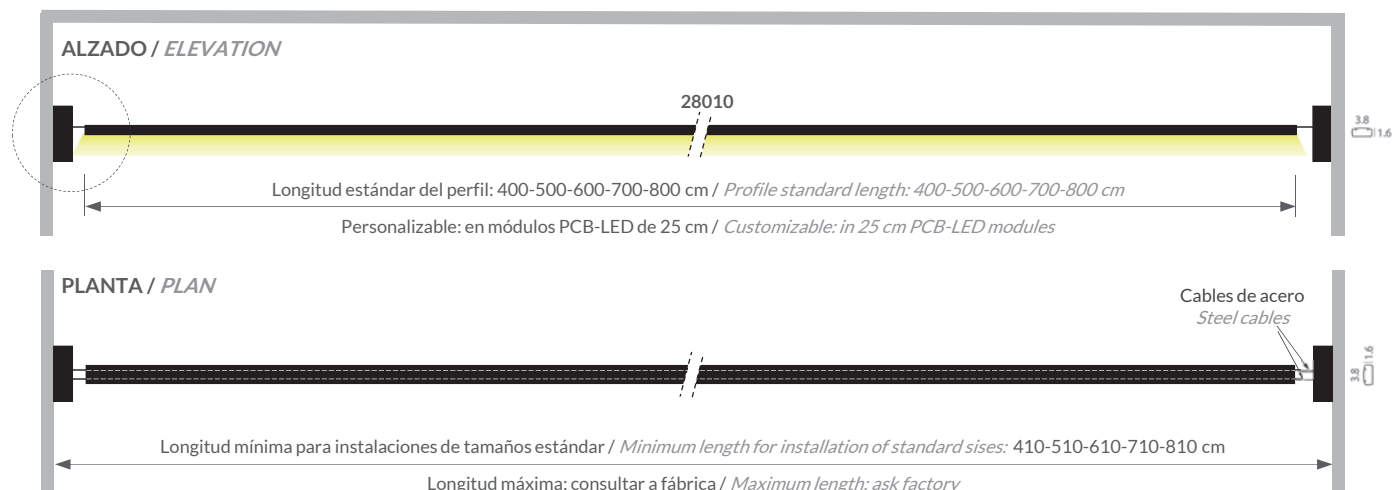 ALZADO / ELEVATION
28010
3.8
1.6
Longitud estándar del perfil: 400-500-600-700-800 cm / Profile standard length: 400-500-600-700-800 cm
Personalizable: en módulos PCB-LED de 25 cm / Customizable: in 25 cm PCB-LED modules
PLANTA / PLAN
Cables de acero
Steel cables
1.6
3.8
Longitud mínima para instalaciones de tamaños estándar / Minimum length for installation of standard sises: 410-510-610-710-810 cm
Longitud máxima: consultar a fábrica / Maximum length: ask factory